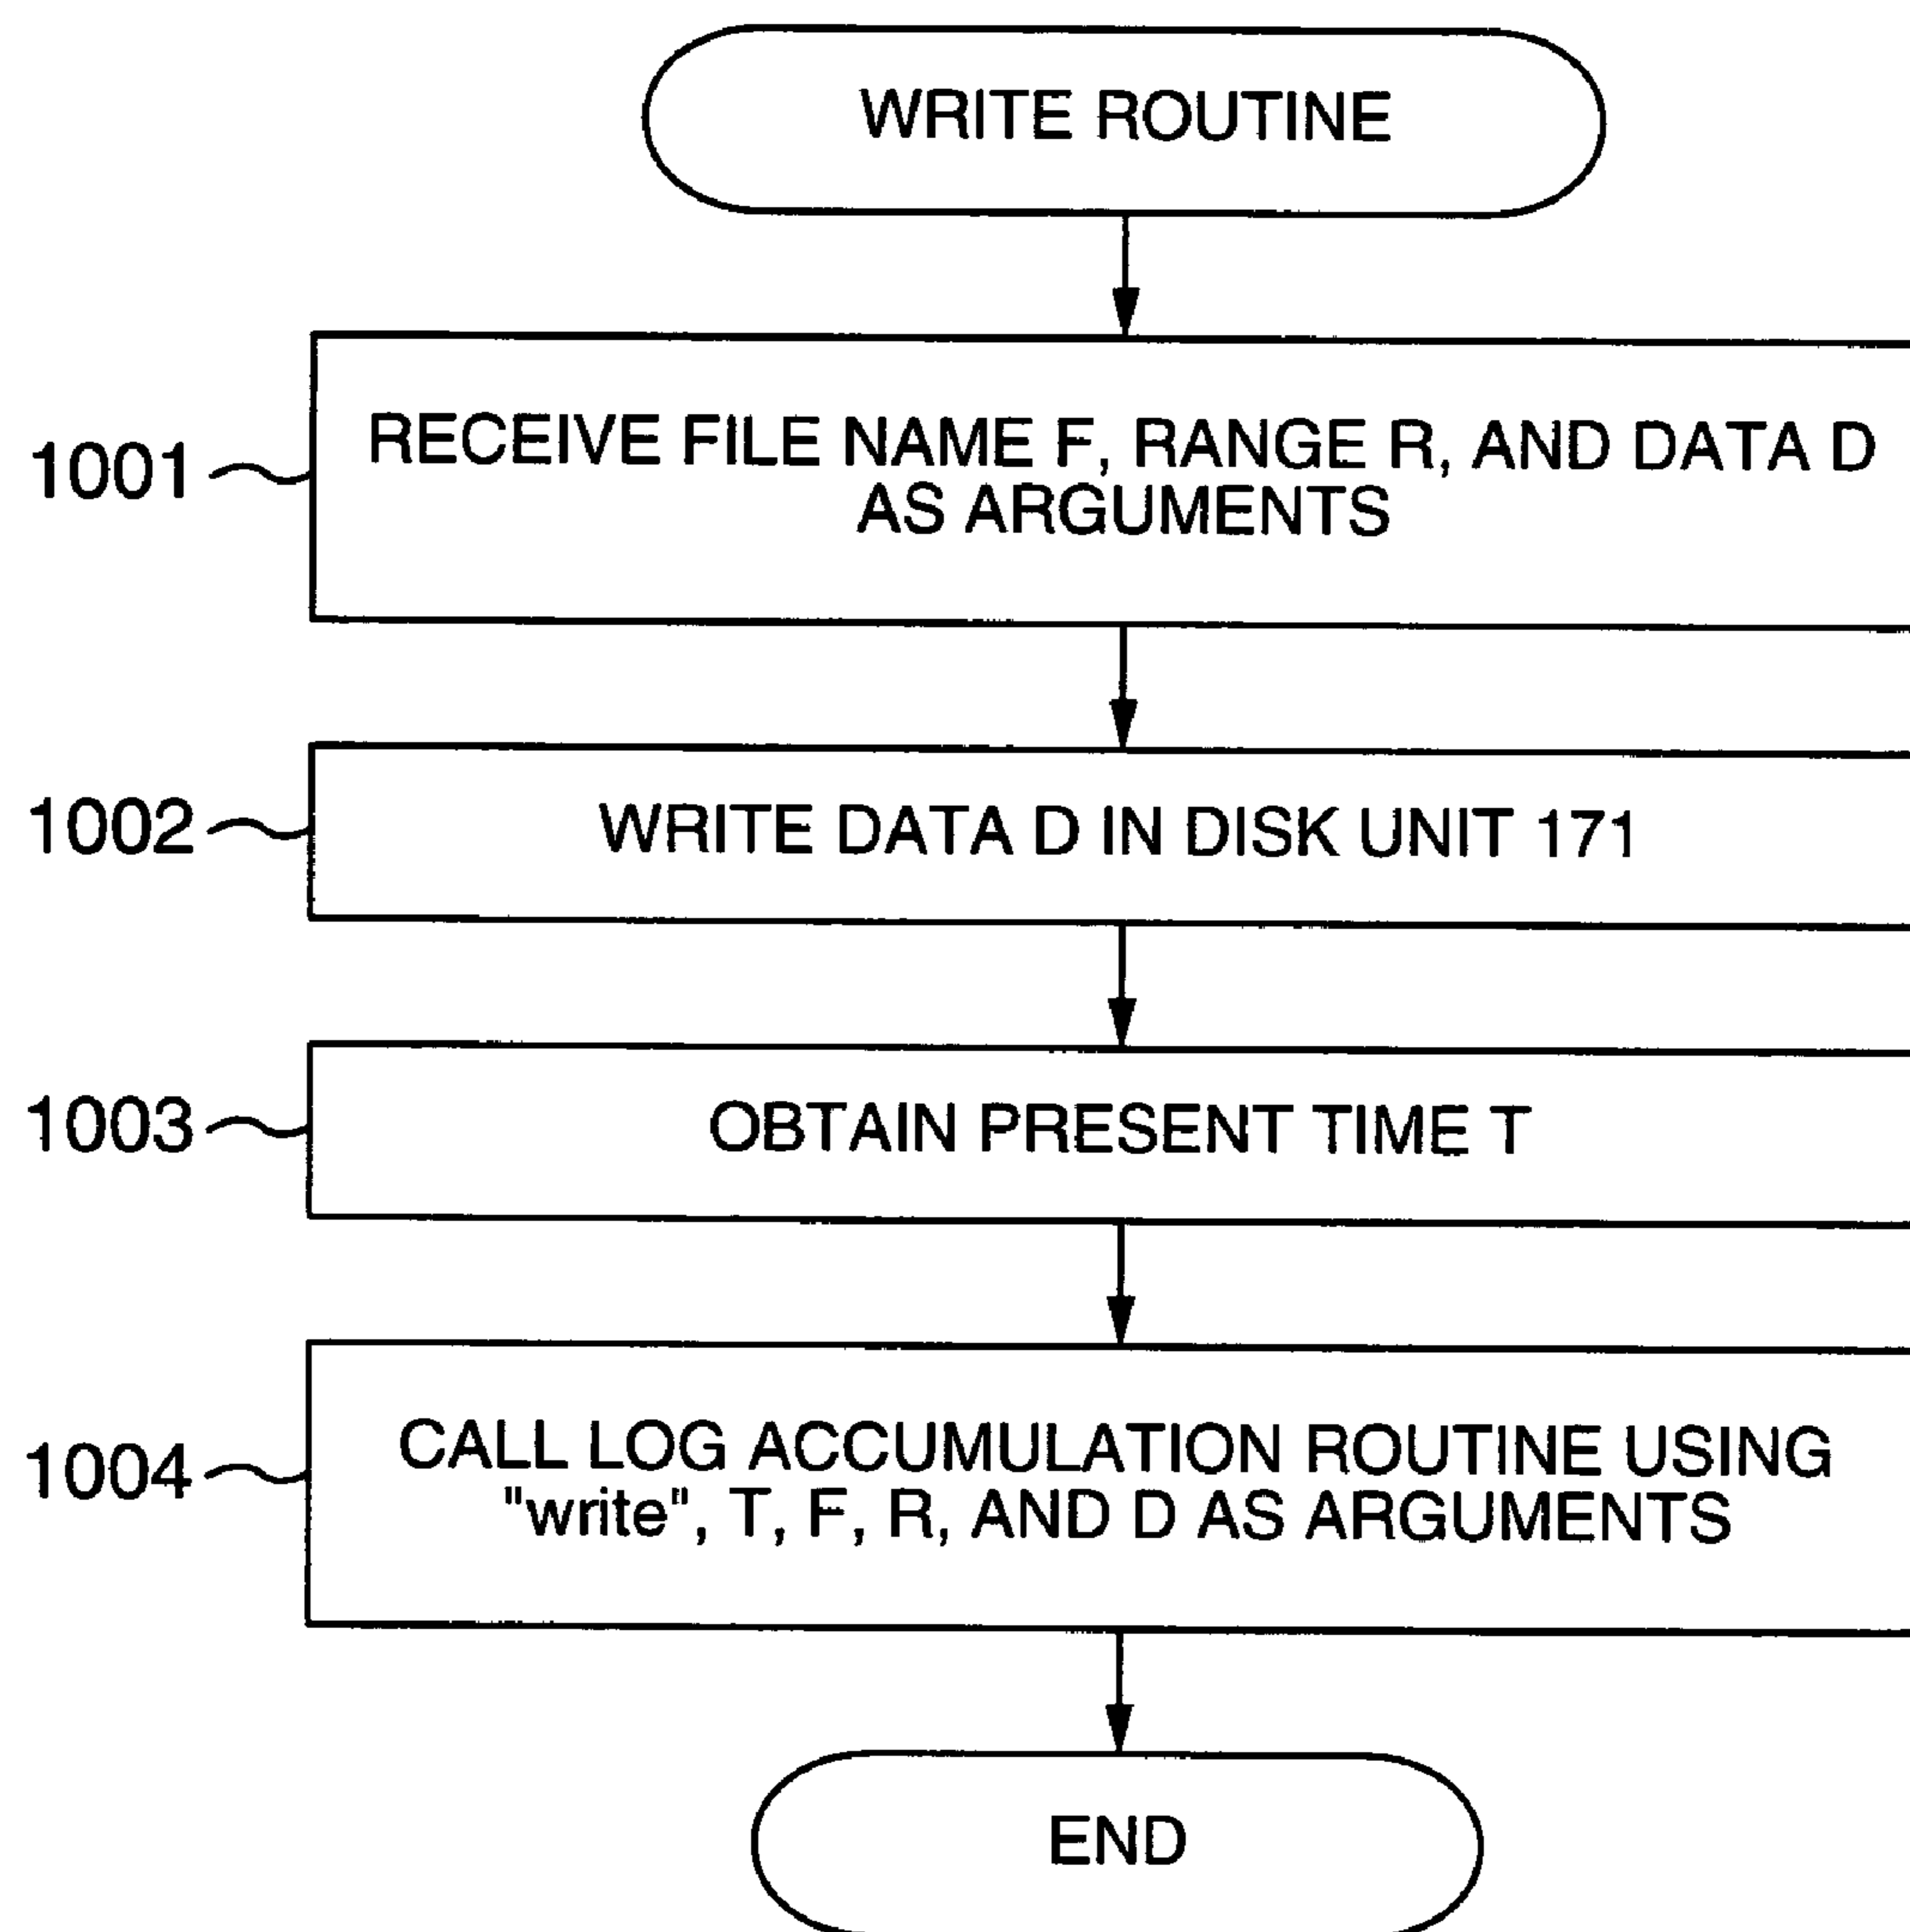 WRITE ROUTINE
1001
RECEIVE FILE NAME F, RANGE R, AND DATA D
AS ARGUMENTS
1002
WRITE DATA D IN DISK UNIT 171
1003
OBTAIN PRESENT TIME T
1004
CALL LOG ACCUMULATION ROUTINE USING
"write", T, F, R, AND D AS ARGUMENTS
END